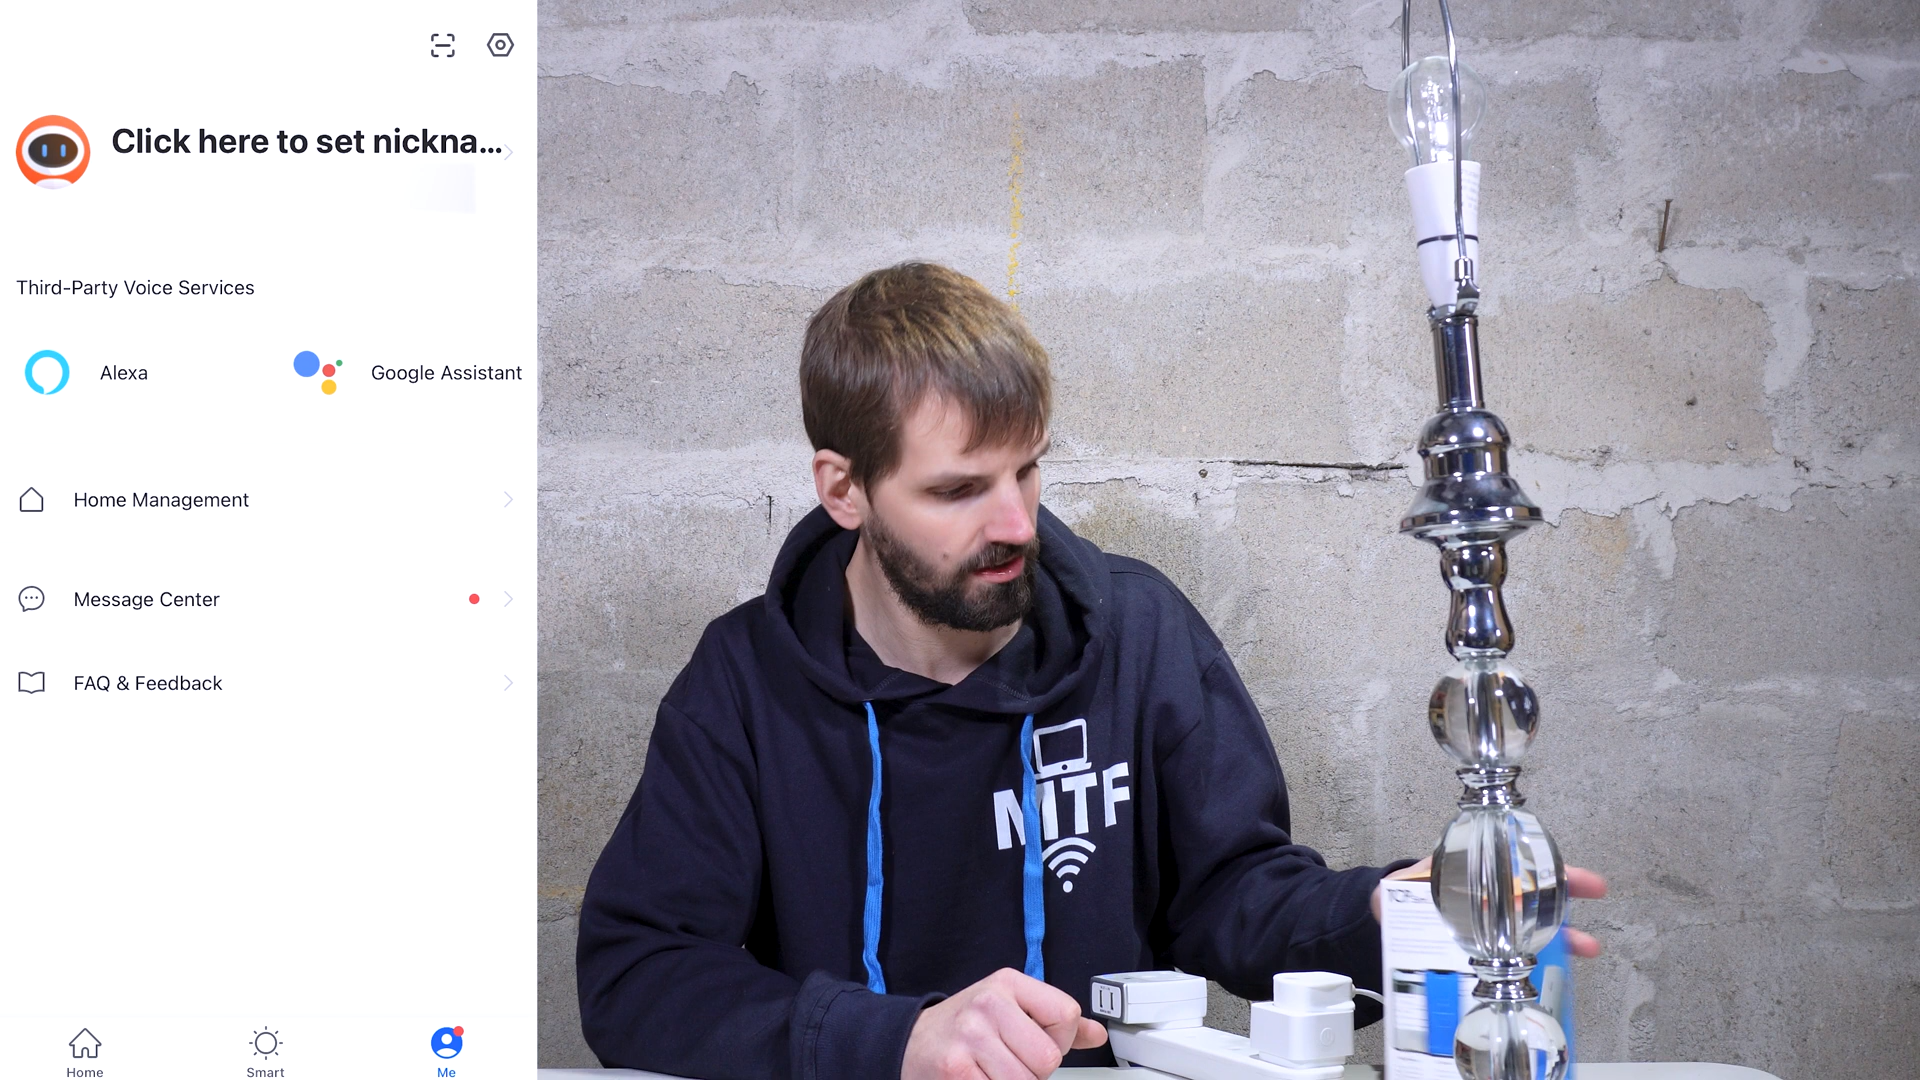 Click here to set nickna...
Third-Party Voice Services
Alexa
Google Assistant
Home Management
Message Center
FAQ & Feedback
Home
Smart
Me
MTF